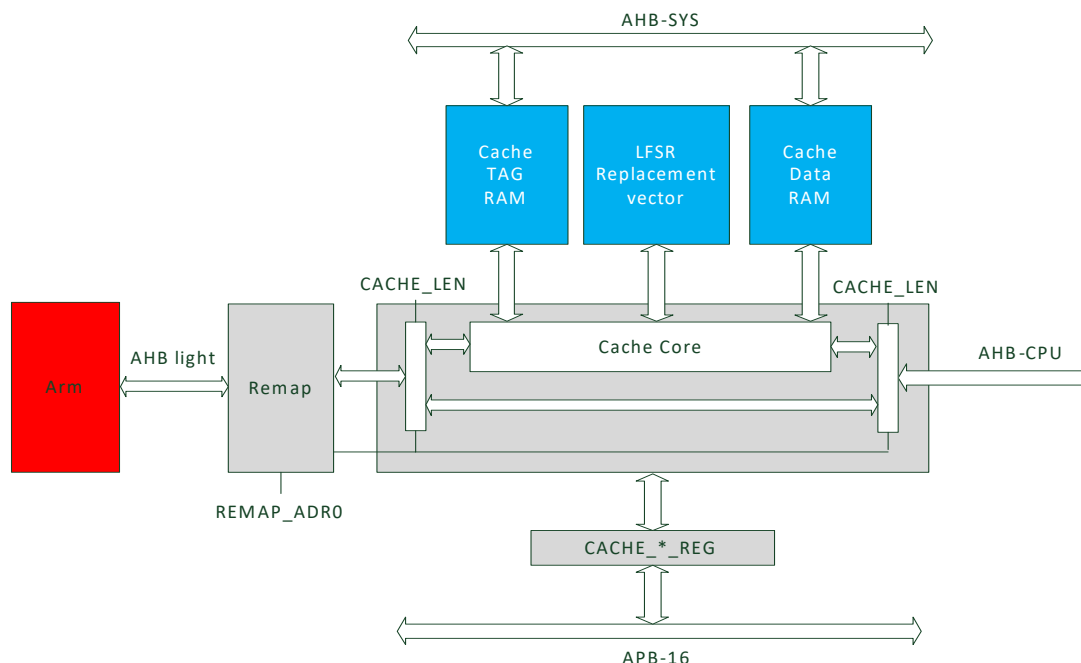 AHB-SYS
Cache
TAG
RAM
LFSR
Replacement
vector
Cache
Data
RAM
CACHE_LEN
CACHE_LEN
Arm
AHB light
Remap
Cache Core
AHB-CPU
REMAP_ADR0
CACHE_*_REG
APB-16